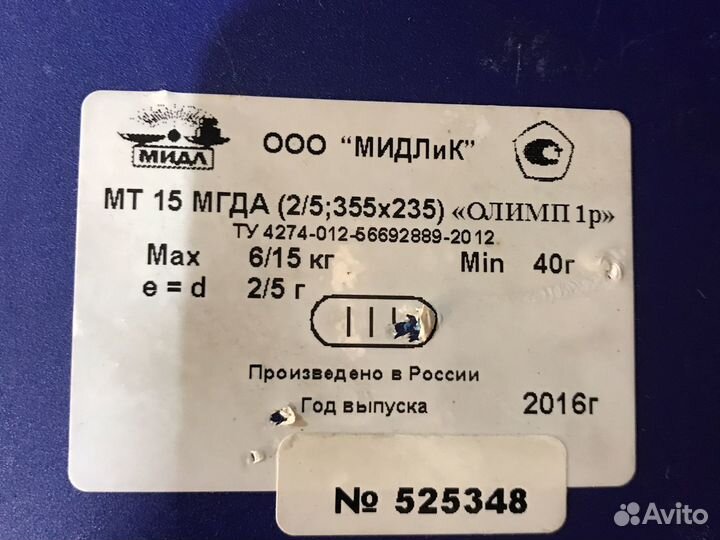 МИДЛ
ООО "МИДЛиК"
МТ 15 МГДА (2/5;355х235) «ОЛИМП 1р»
ТУ 4274-012-56692889-2012
Max 6/15 кг Min 40г
e = d 2/5 г
III
Произведено в России
Год выпуска 2016г
№ 525348
Avito